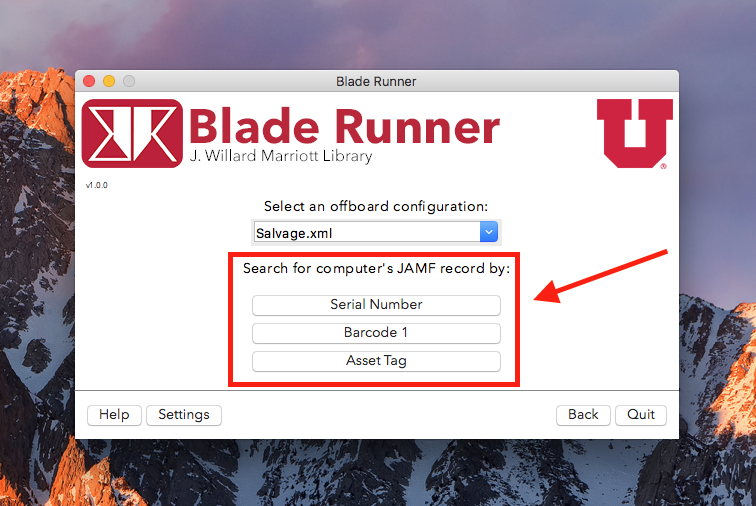 Blade Runner
Blade Runner
J. Willard Marriott Library
U
®
v1.0.0
Select an offboard configuration:
Salvage.xml
Search for computer's JAMF record by:
Serial Number
Barcode 1
Asset Tag
Help Settings Back Quit